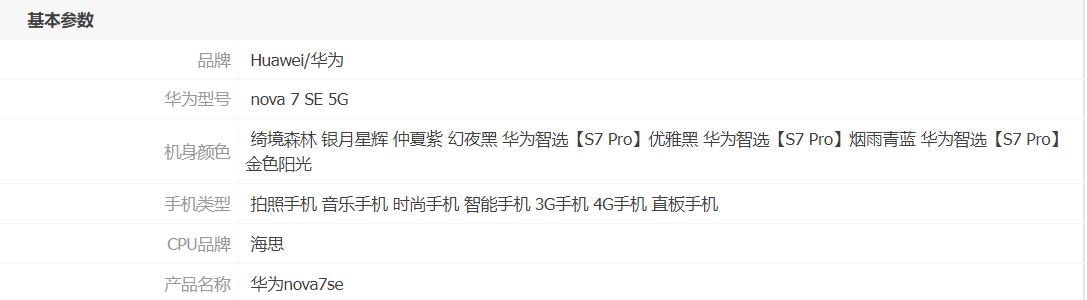 基本参数
品牌 Huawei/华为
华为型号 nova 7 SE 5G
机身颜色 绮境森林 银月星辉 仲夏紫 幻夜黑 华为智选【S7 Pro】优雅黑 华为智选【S7 Pro】烟雨青蓝 华为智选【S7 Pro】
金色阳光
手机类型 拍照手机 音乐手机 时尚手机 智能手机 3G手机 4G手机 直板手机
CPU品牌 海思
产品名称 华为nova7se